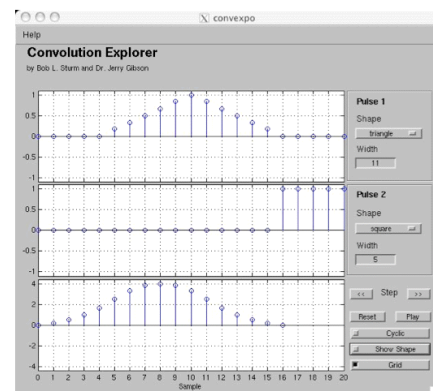 convexpo
Help
Convolution Explorer
by Bob L. Sturm and Dr. Jerry Gibson
1
0.5
0
-0.5
-1
Pulse 1
Shape
triangle
Width
11
1
0.5
0
-0.5
-1
Pulse 2
Shape
square
Width
5
4
2
0
-2
-4
0 1 2 3 4 5 6 7 8 9 10 11 12 13 14 15 16 17 18 19 20
Sample
<< Step >>
Reset Play
Cyclic
Show Shape
Grid